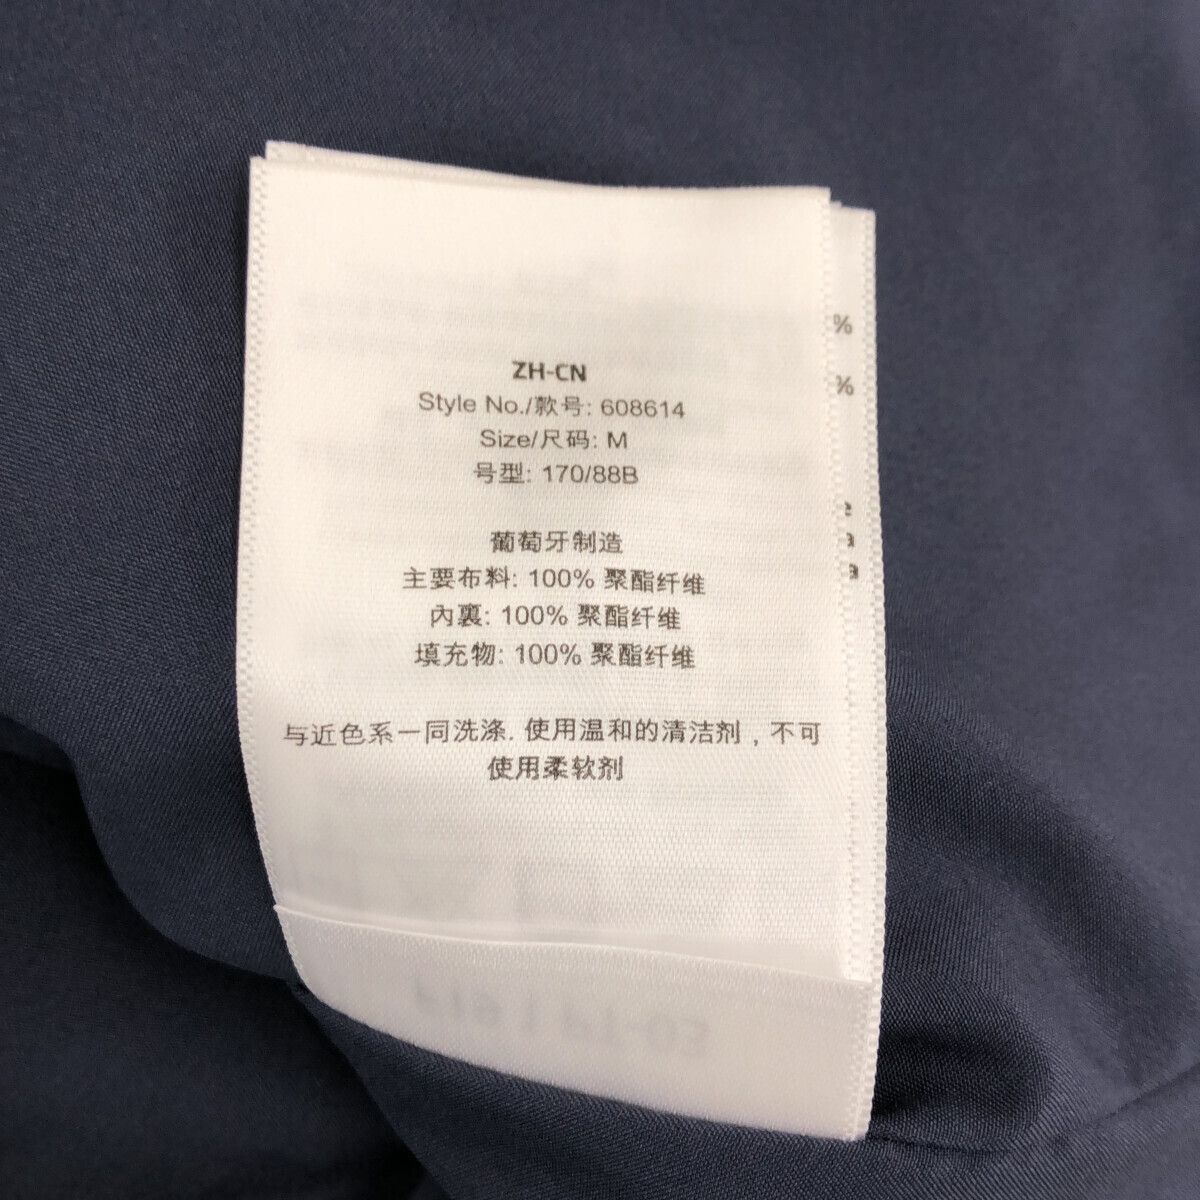 ZH-CN
Style No./款号: 608614
Size/尺码: M
号型: 170/88B
葡萄牙制造
主要布料: 100% 聚酯纤维
內裏: 100% 聚酯纤维
填充物: 100% 聚酯纤维
与近色系一同洗涤. 使用温和的清洁剂，不可
使用柔软剂
%
%
e
a
a